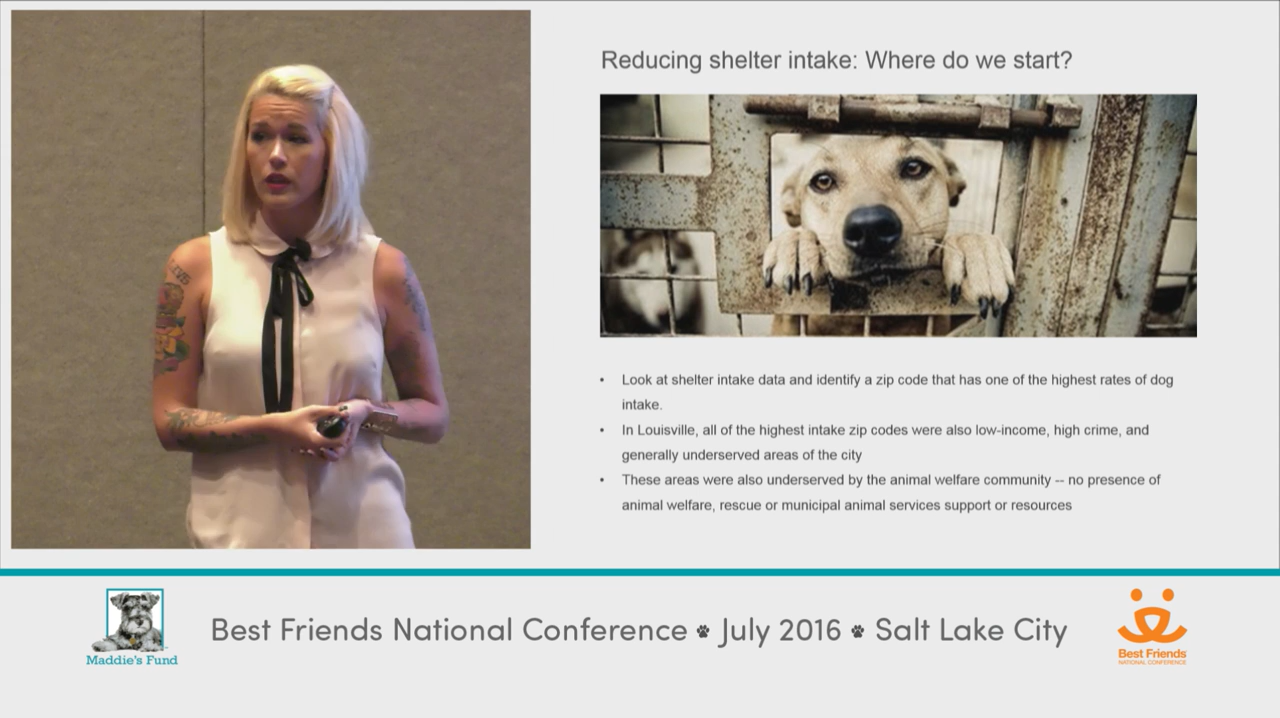 Reducing shelter intake: Where do we start?
• Look at shelter intake data and identify a zip code that has one of the highest rates of dog
intake.
• In Louisville, all of the highest intake zip codes were also low-income, high crime, and
generally underserved areas of the city
• These areas were also underserved by the animal welfare community -- no presence of
animal welfare, rescue or municipal animal services support or resources
Maddie's Fund
Best Friends National Conference July 2016 Salt Lake City
Best Friends
NATIONAL CONFERENCE